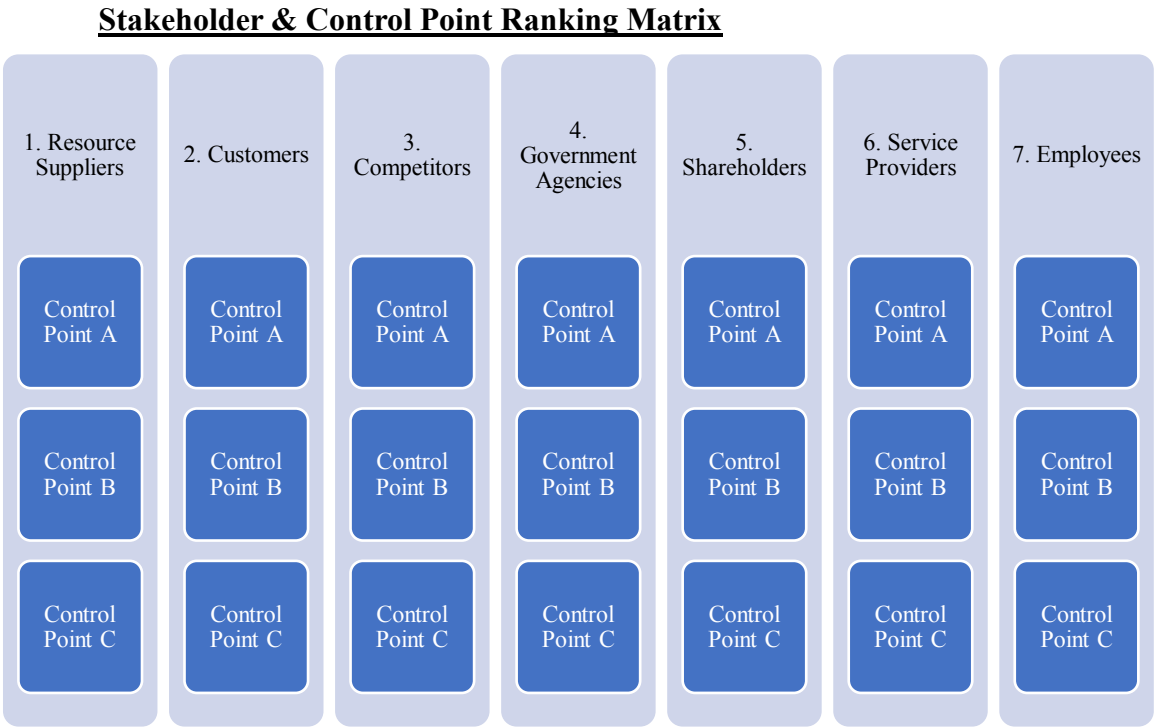 Stakeholder & Control Point Ranking Matrix
1. Resource
Suppliers
2. Customers
3.
Competitors
4.
Government
Agencies
5.
Shareholders
6. Service
Providers
7. Employees
Control
Point A
Control
Point A
Control
Point A
Control
Point A
Control
Point A
Control
Point A
Control
Point A
Control
Point B
Control
Point B
Control
Point B
Control
Point B
Control
Point B
Control
Point B
Control
Point B
Control
Point C
Control
Point C
Control
Point C
Control
Point C
Control
Point C
Control
Point C
Control
Point C